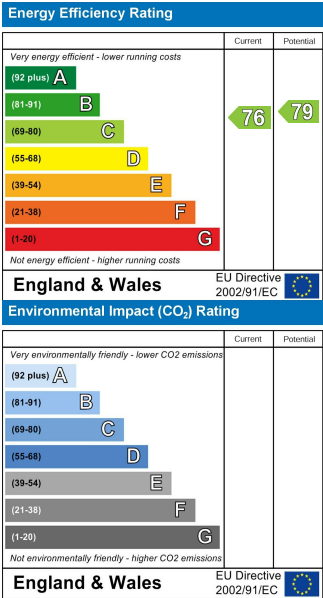 Energy Efficiency Rating
Current Potential
Very energy efficient - lower running costs
(92 plus) A
(81-91) B
(69-80) C
(55-68) D
(39-54) E
(21-38) F
(1-20) G
76 79
Not energy efficient - higher running costs
England & Wales
EU Directive
2002/91/EC
Environmental Impact (CO₂) Rating
Current Potential
Very environmentally friendly - lower CO2 emissions
(92 plus) A
(81-91) B
(69-80) C
(55-68) D
(39-54) E
(21-38) F
(1-20) G
Not environmentally friendly - higher CO2 emissions
England & Wales
EU Directive
2002/91/EC